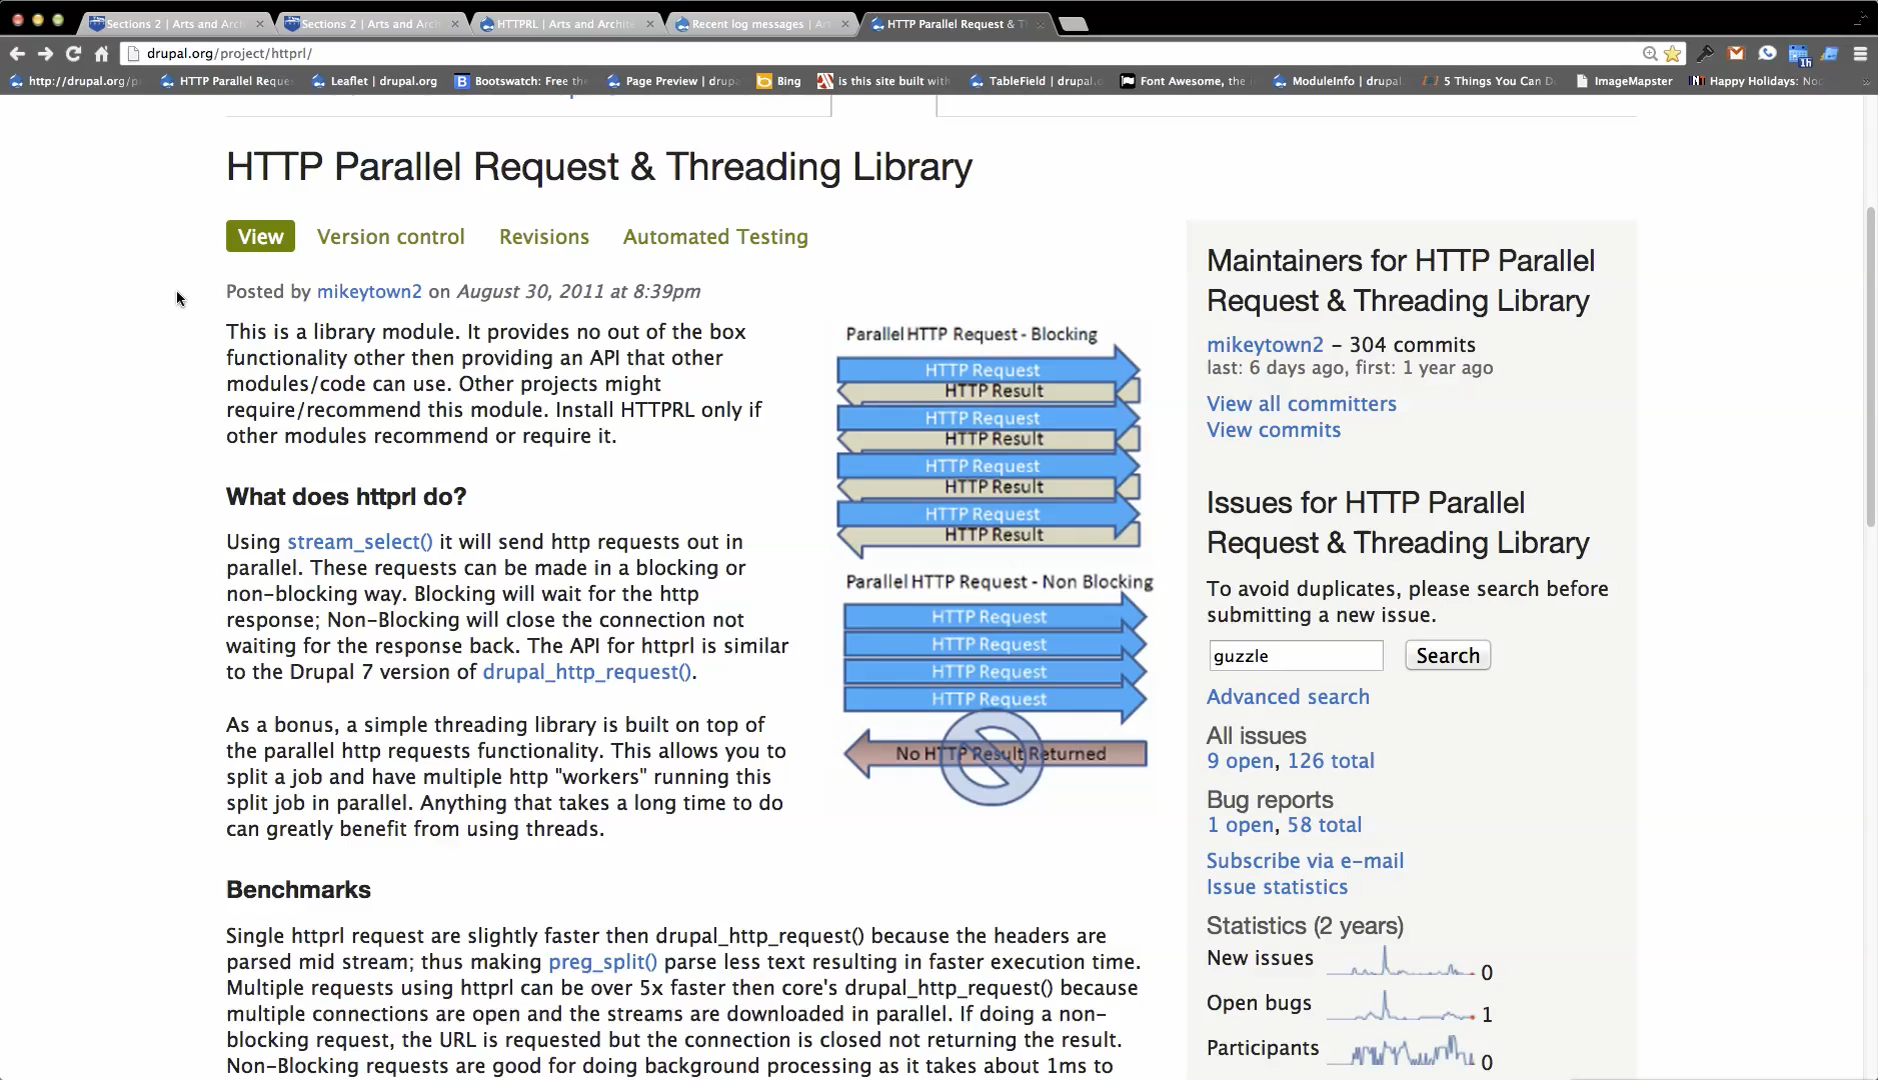 Sections 2 | Arts and Arc
Sections 2 | Arts and Arc
HTTPRL | Arts and Archite
Recent log messages | Ar
HTTP Parallel Request & T
drupal.org/project/httprl/
http://drupal.org/p
HTTP Parallel Reque
Leaflet | drupal.org
Bootswatch: Free the
Page Preview | drupa
Bing
is this site built with
TableField | drupal.o
Font Awesome, the i
ModuleInfo | drupal
5 Things You Can D
ImageMapster
Happy Holidays: No
1h
HTTP Parallel Request & Threading Library
View
Version control
Revisions
Automated Testing
Posted by mikeytown2 on August 30, 2011 at 8:39pm
This is a library module. It provides no out of the box
functionality other then providing an API that other
modules/code can use. Other projects might
require/recommend this module. Install HTTPRL only if
other modules recommend or require it.
What does httprl do?
Using stream_select() it will send http requests out in
parallel. These requests can be made in a blocking or
non-blocking way. Blocking will wait for the http
response; Non-Blocking will close the connection not
waiting for the response back. The API for httprl is similar
to the Drupal 7 version of drupal_http_request().
As a bonus, a simple threading library is built on top of
the parallel http requests functionality. This allows you to
split a job and have multiple http "workers" running this
split job in parallel. Anything that takes a long time to do
can greatly benefit from using threads.
Parallel HTTP Request - Blocking
HTTP Request
HTTP Result
HTTP Request
HTTP Result
HTTP Request
HTTP Result
HTTP Request
HTTP Result
Parallel HTTP Request - Non Blocking
HTTP Request
HTTP Request
HTTP Request
HTTP Request
No HTTP Result Returned
Benchmarks
Single httprl request are slightly faster then drupal_http_request() because the headers are
parsed mid stream; thus making preg_split() parse less text resulting in faster execution time.
Multiple requests using httprl can be over 5x faster then core's drupal_http_request() because
multiple connections are open and the streams are downloaded in parallel. If doing a non-
blocking request, the URL is requested but the connection is closed not returning the result.
Non-Blocking requests are good for doing background processing as it takes about 1ms to
Maintainers for HTTP Parallel
Request & Threading Library
mikeytown2 – 304 commits
last: 6 days ago, first: 1 year ago
View all committers
View commits
Issues for HTTP Parallel
Request & Threading Library
To avoid duplicates, please search before
submitting a new issue.
guzzle
Search
Advanced search
All issues
9 open, 126 total
Bug reports
1 open, 58 total
Subscribe via e-mail
Issue statistics
Statistics (2 years)
New issues 0
Open bugs 1
Participants 0